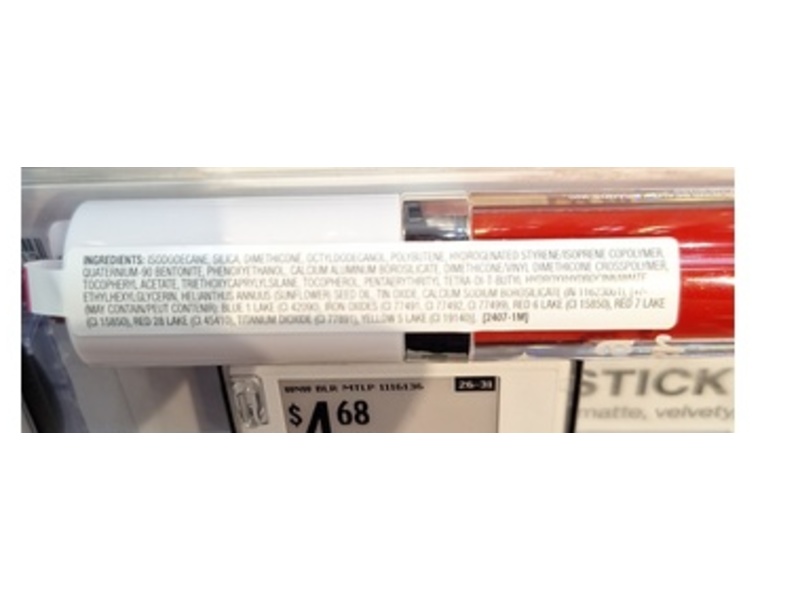 INGREDIENTS: ISODODECANE, SILICA, DIMETHICONE, OCTYLDODECANOL, POLYBUTENE, HYDROGENATED STYRENE/ISOPRENE COPOLYMER,
QUATERNIUM-90 BENTONITE, PHENOXYETHANOL, CALCIUM ALUMINUM BOROSILICATE, DIMETHICONE/VINYL DIMETHICONE CROSSPOLYMER,
TOCOPHERYL ACETATE, TRIETHOXYCAPRYLYLSILANE, TOCOPHEROL, PENTAERYTHRITYL TETRA-DI-T-BUTYL
ETHYLHEXYLGLYCERIN, HELIANTHUS ANNUUS (SUNFLOWER) SEED OIL, TIN OXIDE, CALCIUM SODIUM BOROSILICATE
(MAY CONTAIN/PEUT CONTENIR): BLUE 1 LAKE (CI 42090), IRON OXIDES (CI 77491, CI 77492, CI 77499), RED 6 LAKE (CI 15850), RED 7 LAKE
(CI 15850), RED 28 LAKE (CI 45410), TITANIUM DIOXIDE (CI 77891), YELLOW 5 LAKE (CI 19140)]. [2407-1M]
BLR MTLP 1116136 26-31
$4 68
STICK
matte, velvety